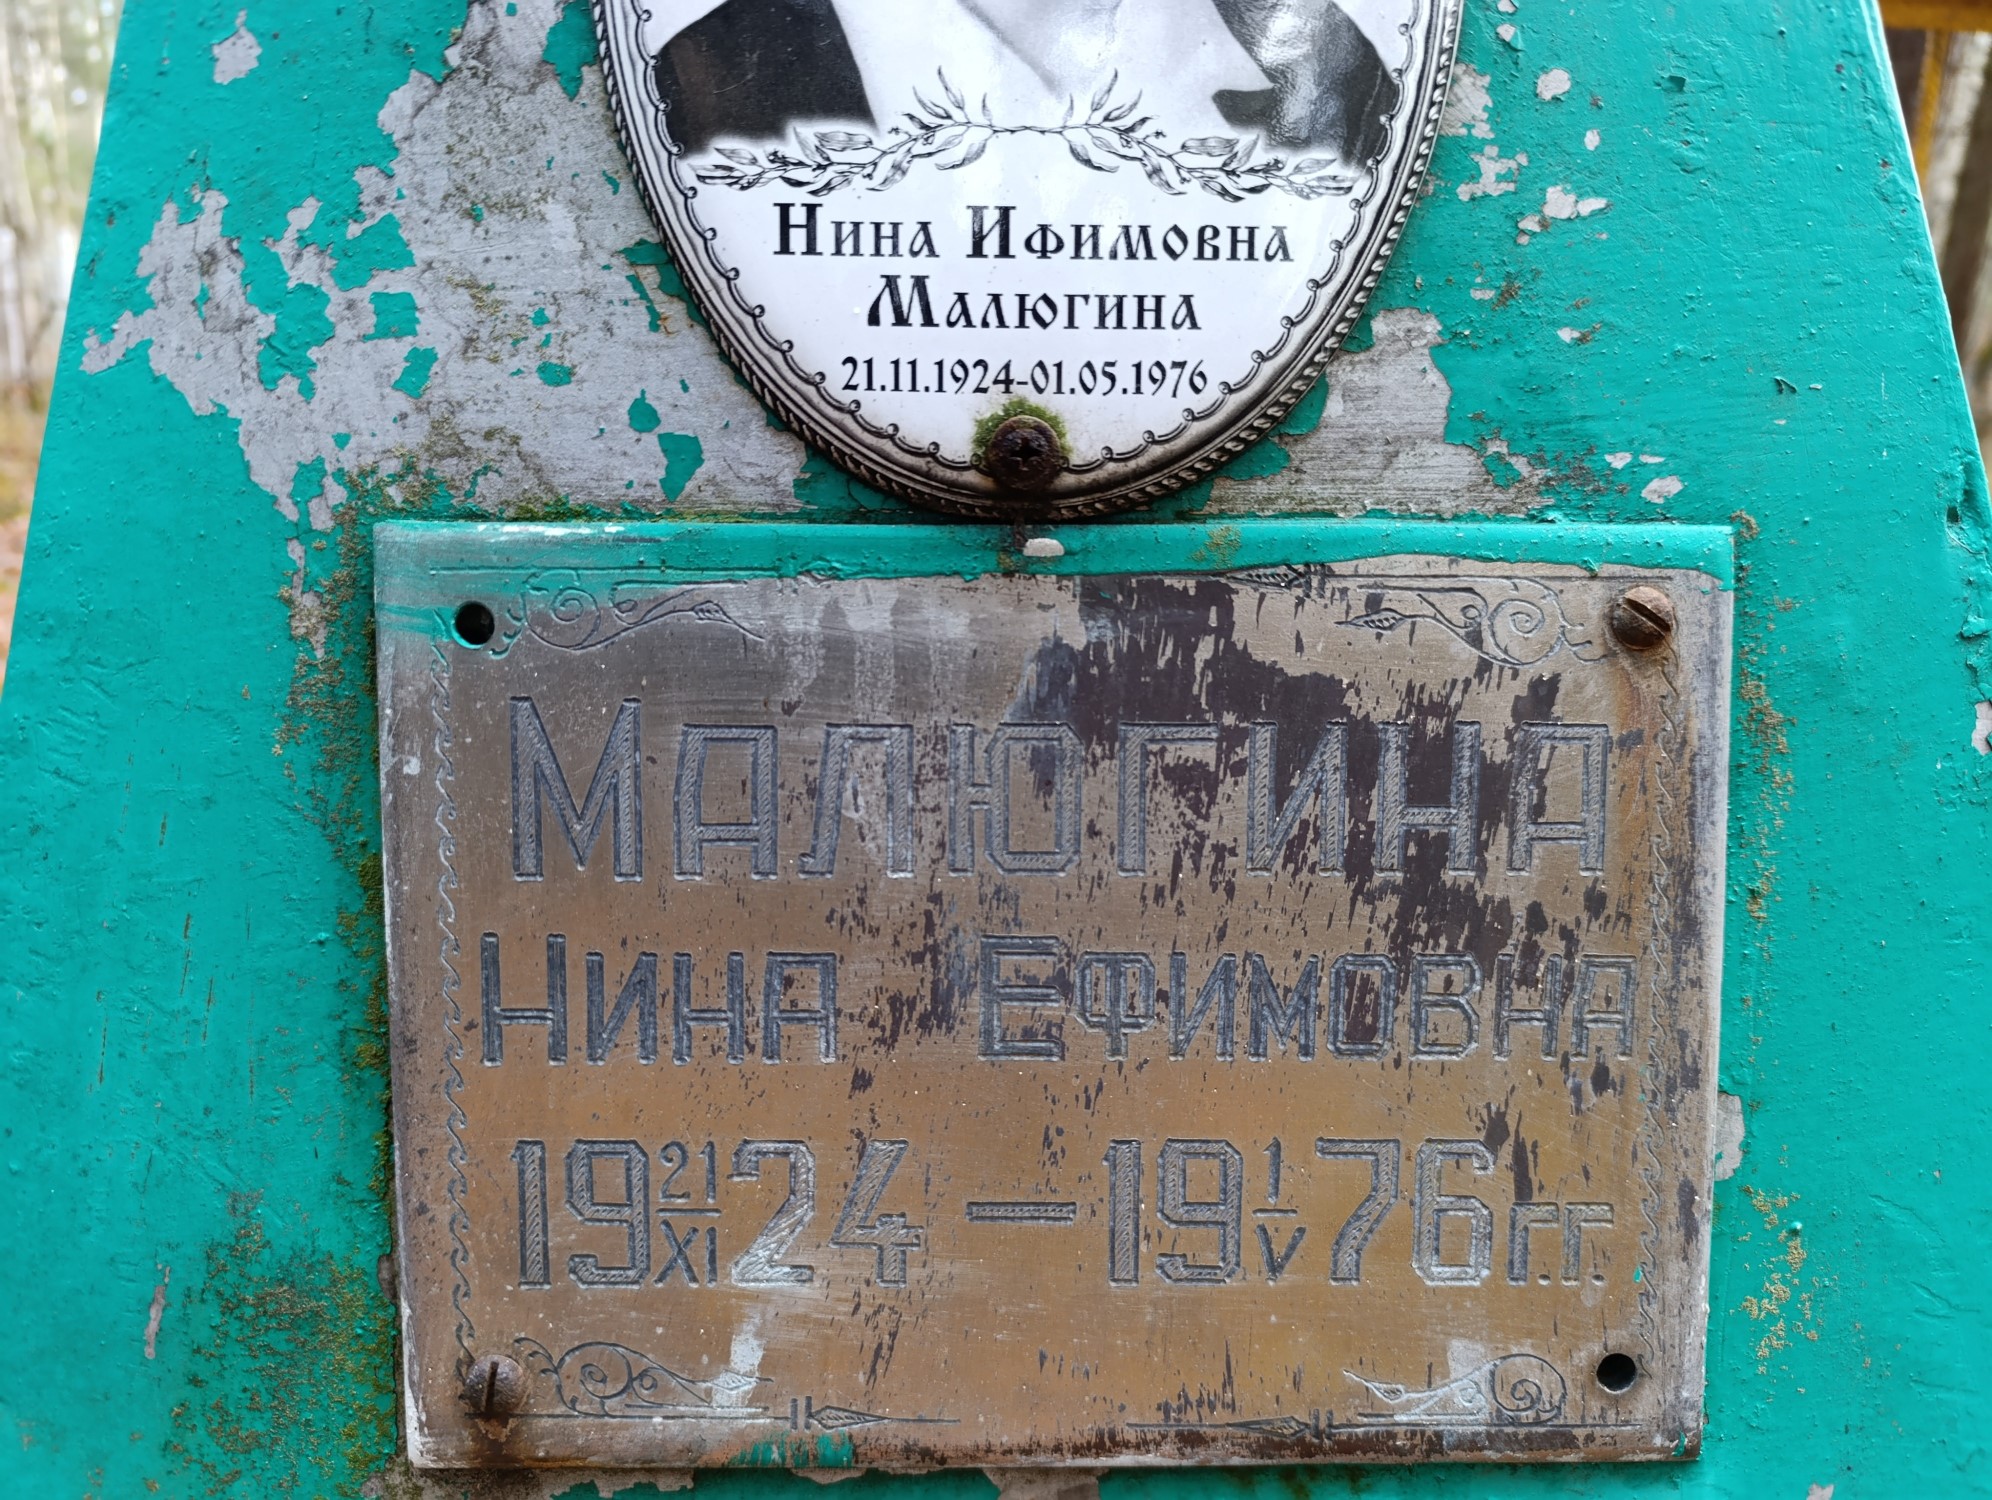 Нина Ифимовна
Малюгина
21.11.1924-01.05.1976
Малюгина
Нина Ефимовна
19 21/XI 24 – 19 1/V 76 г.г.